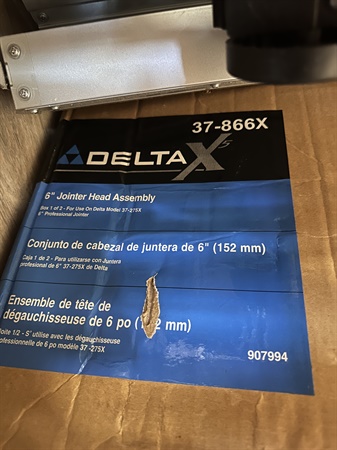 37-866X
DELTA X5
6" Jointer Head Assembly
Box 1 of 2 - For Use On Delta Model 37-275X
6" Professional Jointer
Conjunto de cabezal de juntera de 6" (152 mm)
Caja 1 de 2 - Para utilizarse con Juntera
profesional de 6" 37-275X de Delta
Ensemble de tête de
dégauchisseuse de 6 po ( mm)
1/2 - S' utilise avec les dégauchisseuse
professionnelle de 6 po modèle 37-275X
907994